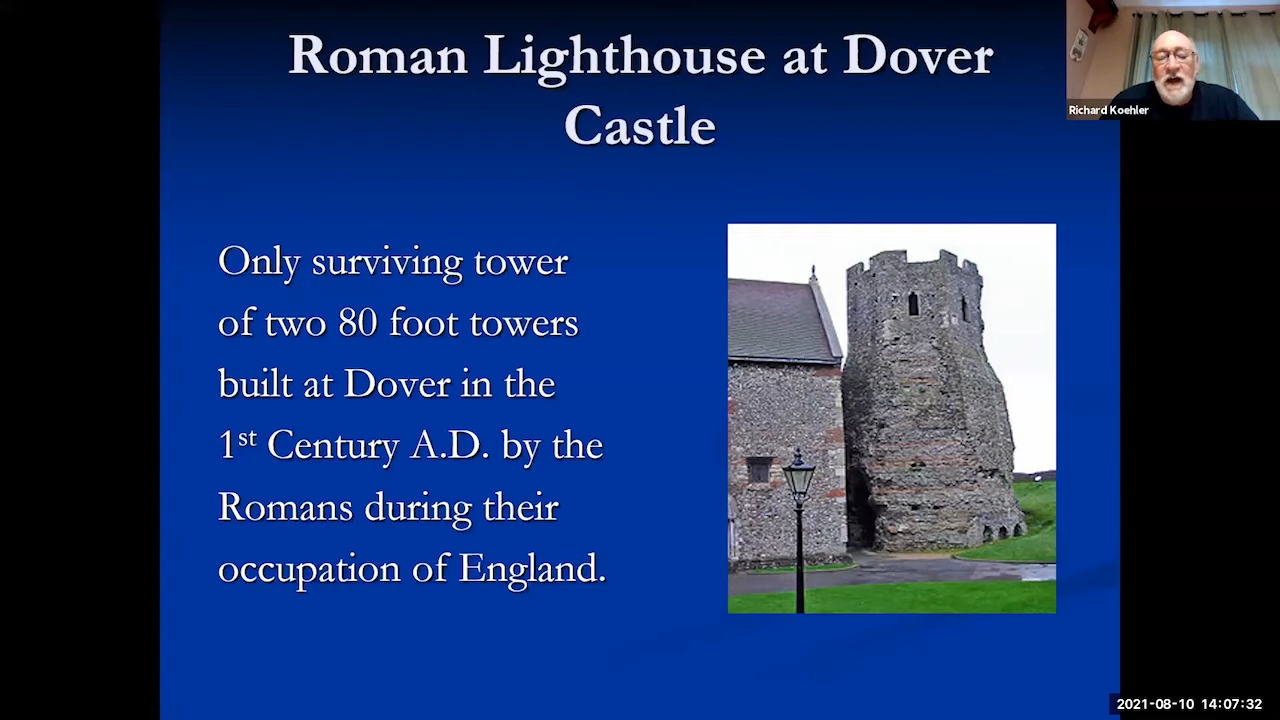 Roman Lighthouse at Dover
Castle
Richard Koehler
Only surviving tower
of two 80 foot towers
built at Dover in the
1st Century A.D. by the
Romans during their
occupation of England.
2021-08-10 14:07:32